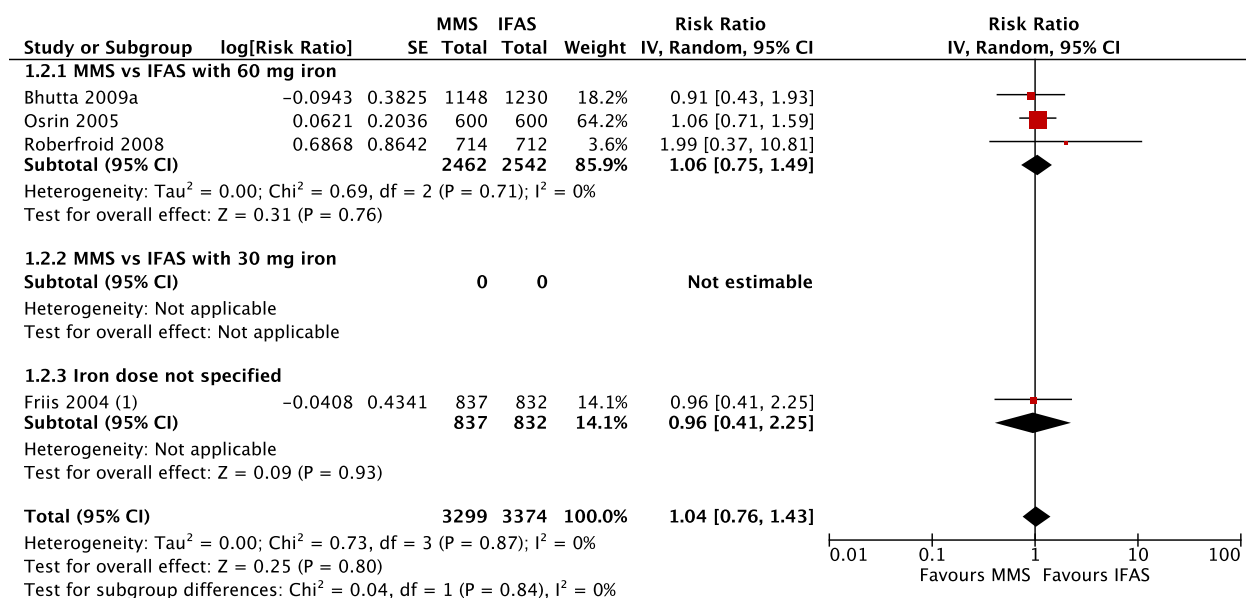 MMS IFAS Risk Ratio Risk Ratio
Study or Subgroup log[Risk Ratio] SE Total Total Weight IV, Random, 95% CI IV, Random, 95% CI
1.2.1 MMS vs IFAS with 60 mg iron
Bhutta 2009a −0.0943 0.3825 1148 1230 18.2% 0.91 [0.43, 1.93]
Osrin 2005 0.0621 0.2036 600 600 64.2% 1.06 [0.71, 1.59]
Roberfroid 2008 0.6868 0.8642 714 712 3.6% 1.99 [0.37, 10.81]
Subtotal (95% CI) 2462 2542 85.9% 1.06 [0.75, 1.49]
Heterogeneity: Tau² = 0.00; Chi² = 0.69, df = 2 (P = 0.71); I² = 0%
Test for overall effect: Z = 0.31 (P = 0.76)
1.2.2 MMS vs IFAS with 30 mg iron
Subtotal (95% CI) 0 0 Not estimable
Heterogeneity: Not applicable
Test for overall effect: Not applicable
1.2.3 Iron dose not specified
Friis 2004 (1) −0.0408 0.4341 837 832 14.1% 0.96 [0.41, 2.25]
Subtotal (95% CI) 837 832 14.1% 0.96 [0.41, 2.25]
Heterogeneity: Not applicable
Test for overall effect: Z = 0.09 (P = 0.93)
Total (95% CI) 3299 3374 100.0% 1.04 [0.76, 1.43]
Heterogeneity: Tau² = 0.00; Chi² = 0.73, df = 3 (P = 0.87); I² = 0%
Test for overall effect: Z = 0.25 (P = 0.80)
Test for subgroup differences: Chi² = 0.04, df = 1 (P = 0.84), I² = 0%
0.01 0.1 1 10 100
Favours MMS Favours IFAS